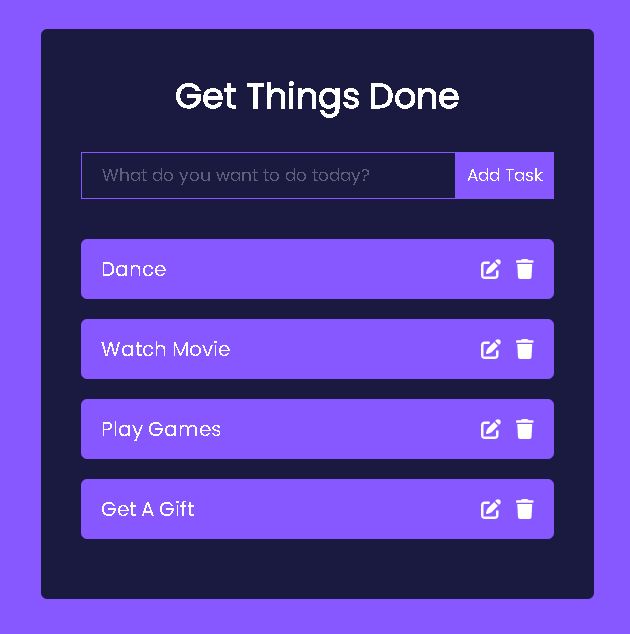 Get Things Done
What do you want to do today?
Add Task
Dance
Watch Movie
Play Games
Get A Gift